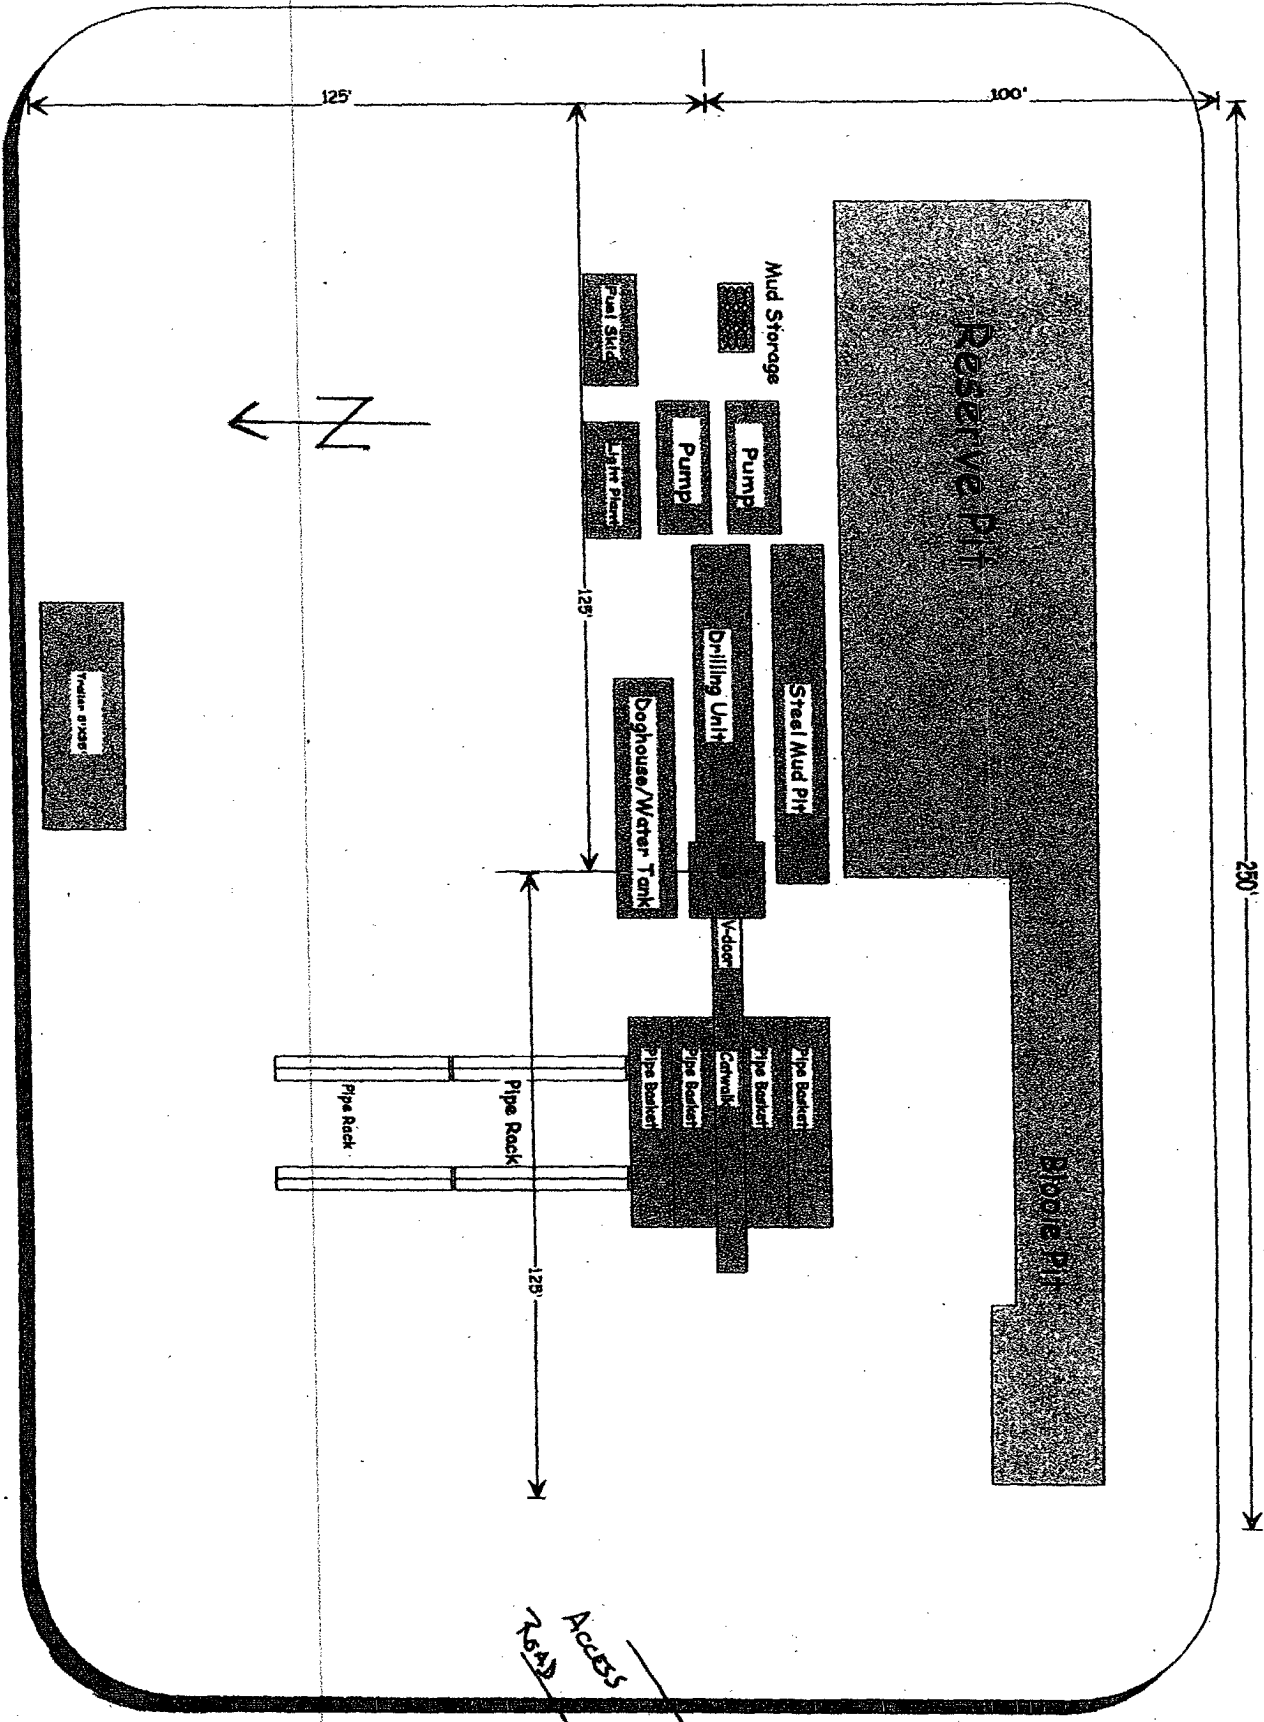 125'
100'
250'
Reserve Pit
Mud Storage
Fuel Skid
Light Plant
Pump
Pump
N
125'
Steel Mud Pit
Drilling Unit
Doghouse/Water Tank
V-door
Pipe Basket
Pipe Basket
Catwalk
Pipe Basket
Pipe Basket
Pipe Rack
Pipe Rack
Blooie Pit
125'
ACCESS
ROAD
Trailer